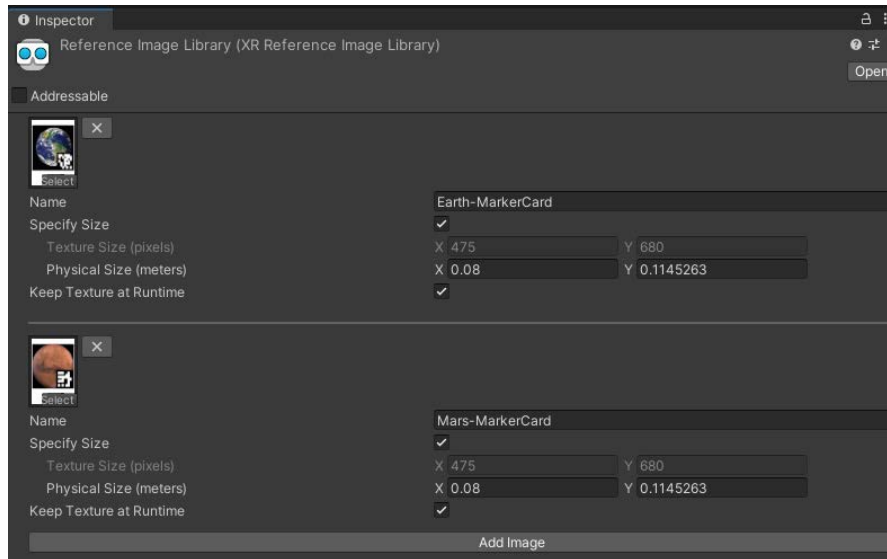 Inspector
Reference Image Library (XR Reference Image Library)
Open
Addressable
Select
Name Earth-MarkerCard
Specify Size
Texture Size (pixels) X 475 Y 680
Physical Size (meters) X 0.08 Y 0.1145263
Keep Texture at Runtime
Select
Name Mars-MarkerCard
Specify Size
Texture Size (pixels) X 475 Y 680
Physical Size (meters) X 0.08 Y 0.1145263
Keep Texture at Runtime
Add Image